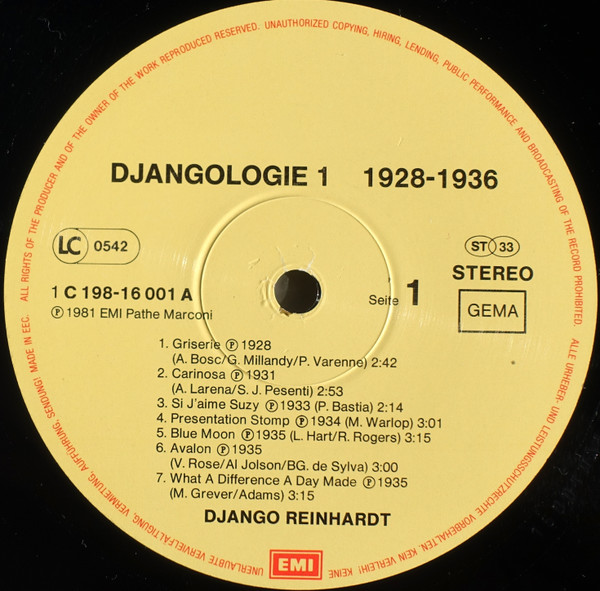 ALL RIGHTS OF THE PRODUCER AND OF THE OWNER OF THE WORK REPRODUCED RESERVED. UNAUTHORIZED COPYING, HIRING, LENDING, PUBLIC PERFORMANCE AND BROADCASTING OF THE RECORD PROHIBITED.
ALLE URHEBER- UND LEISTUNGSSCHUTZRECHTE VORBEHALTEN. KEIN VERLEIH! KEINE UNERLAUBTE VERVIELFÄLTIGUNG, VERMIETUNG, AUFFÜHRUNG, SENDUNG! MADE IN EEC.
DJANGOLOGIE 1 1928-1936
LC 0542
ST 33
STEREO
1 C 198-16 001 A
Seite 1
GEMA
℗ 1981 EMI Pathe Marconi
1. Griserie ℗ 1928
(A. Bosc/G. Millandy/P. Varenne) 2:42
2. Carinosa ℗ 1931
(A. Larena/S. J. Pesenti) 2:53
3. Si J'aime Suzy ℗ 1933 (P. Bastia) 2:14
4. Presentation Stomp ℗ 1934 (M. Warlop) 3:01
5. Blue Moon ℗ 1935 (L. Hart/R. Rogers) 3:15
6. Avalon ℗ 1935
(V. Rose/Al Jolson/BG. de Sylva) 3:00
7. What A Difference A Day Made ℗ 1935
(M. Grever/Adams) 3:15
DJANGO REINHARDT
EMI